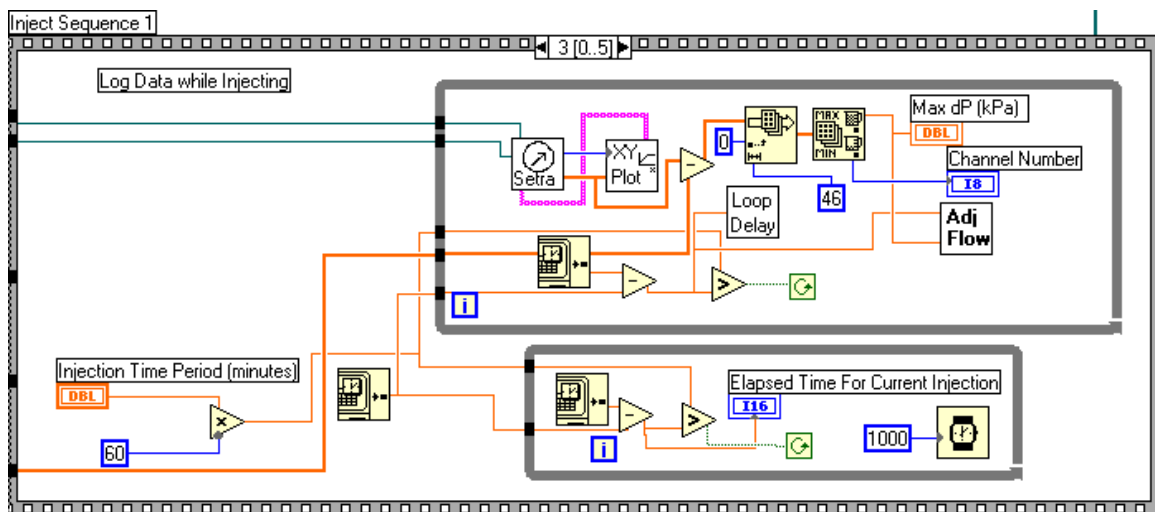 Inject Sequence 1
3 [0..5]
Log Data while Injecting
Max dP (kPa)
DBL
Channel Number
I8
Setra
XY
Plot
-
0
46
MAX
MIN
Loop
Delay
Adj
Flow
-
>
i
Injection Time Period (minutes)
DBL
x
60
Elapsed Time For Current Injection
I16
-
>
i
1000